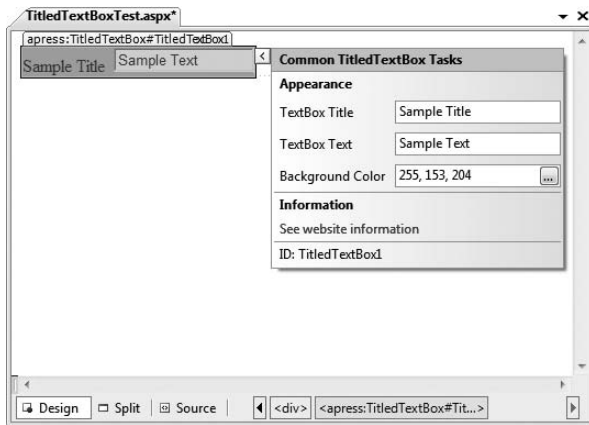 TitledTextBoxTest.aspx*
apress:TitledTextBox#TitledTextBox1
Sample Title Sample Text
Common TitledTextBox Tasks
Appearance
TextBox Title Sample Title
TextBox Text Sample Text
Background Color 255, 153, 204 ...
Information
See website information
ID: TitledTextBox1
Design Split Source <div> <apress:TitledTextBox#Tit...>